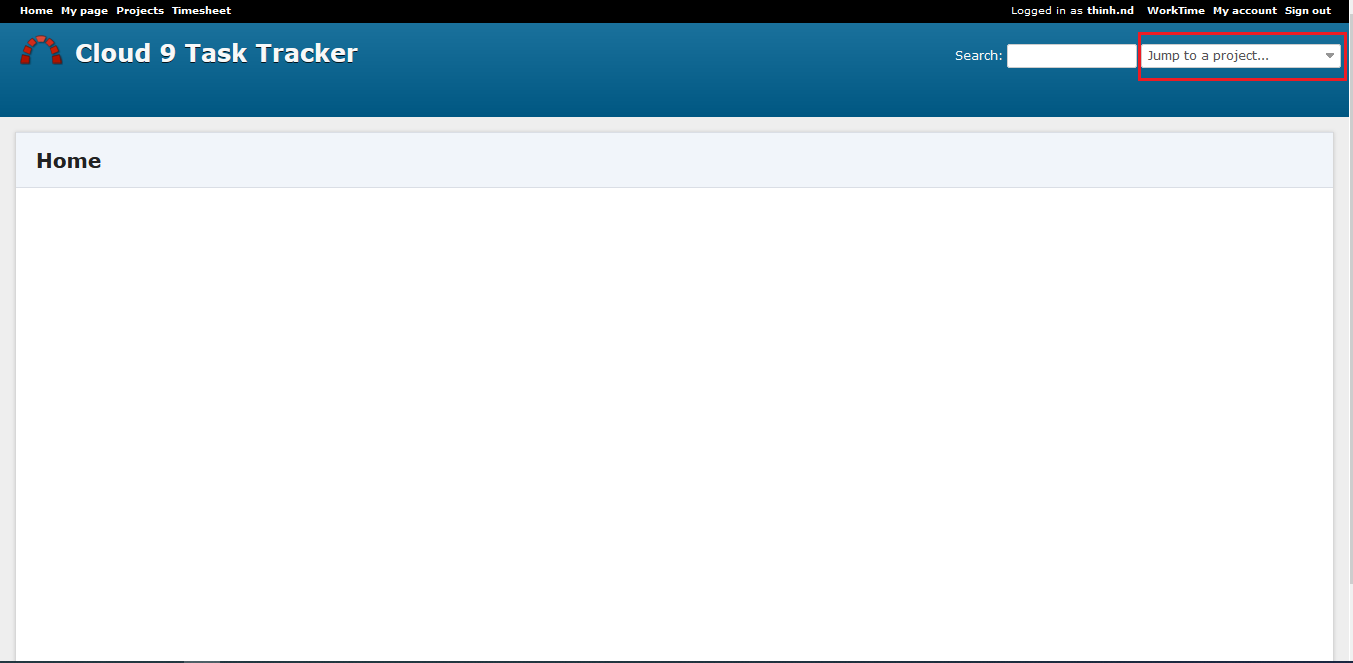 Home My page Projects Timesheet Logged in as thinh.nd WorkTime My account Sign out
Cloud 9 Task Tracker Search: Jump to a project...
Home